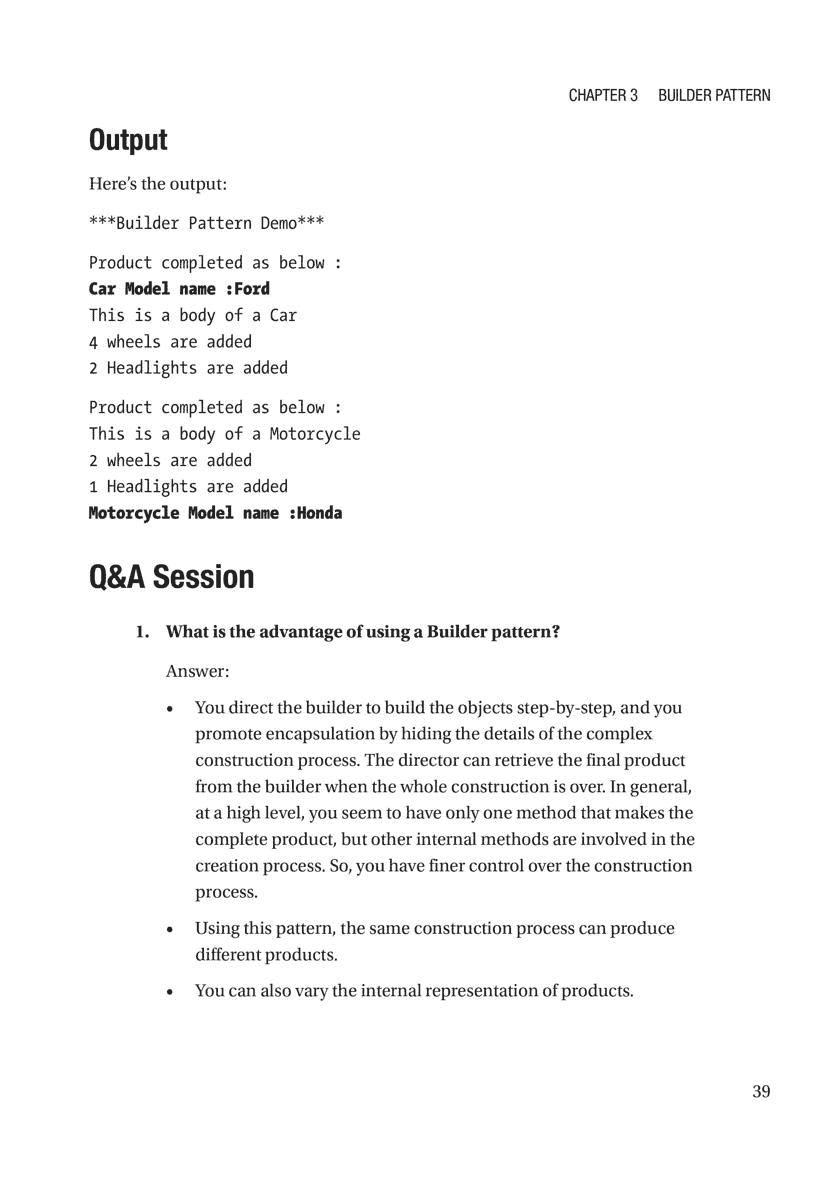 CHAPTER 3 BUILDER PATTERN
Output
Here’s the output:
***Builder Pattern Demo***
Product completed as below :
Car Model name :Ford
This is a body of a Car
4 wheels are added
2 Headlights are added
Product completed as below :
This is a body of a Motorcycle
2 wheels are added
1 Headlights are added
Motorcycle Model name :Honda
Q&A Session
1. What is the advantage of using a Builder pattern?
Answer:
• You direct the builder to build the objects step-by-step, and you
promote encapsulation by hiding the details of the complex
construction process. The director can retrieve the final product
from the builder when the whole construction is over. In general,
at a high level, you seem to have only one method that makes the
complete product, but other internal methods are involved in the
creation process. So, you have finer control over the construction
process.
• Using this pattern, the same construction process can produce
different products.
• You can also vary the internal representation of products.
39